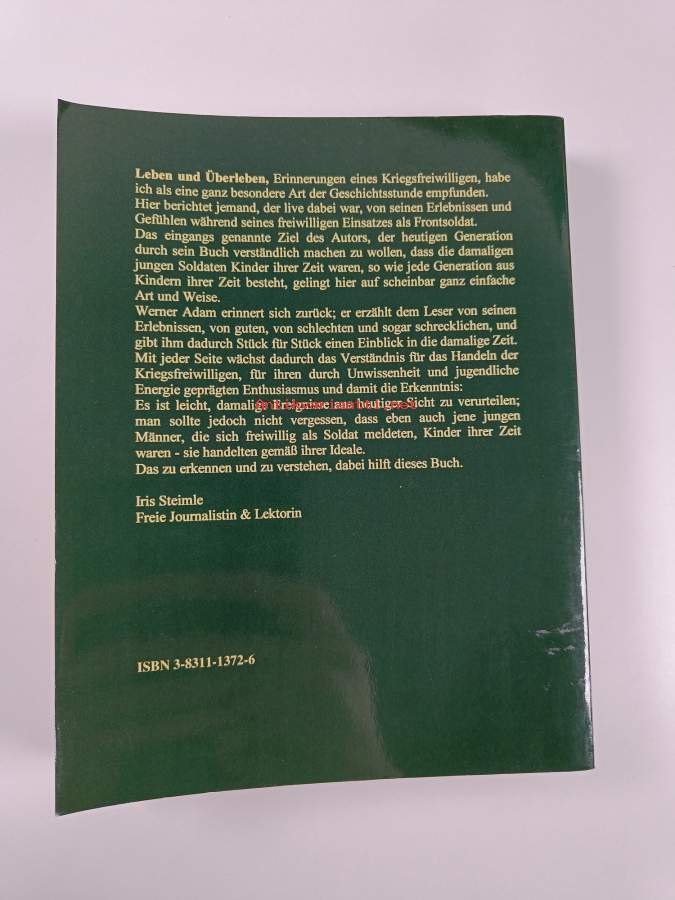 Leben und Überleben, Erinnerungen eines Kriegsfreiwilligen, habe
ich als eine ganz besondere Art der Geschichtsstunde empfunden.
Hier berichtet jemand, der live dabei war, von seinen Erlebnissen und
Gefühlen während seines freiwilligen Einsatzes als Frontsoldat.
Das eingangs genannte Ziel des Autors, der heutigen Generation
durch sein Buch verständlich machen zu wollen, dass die damaligen
jungen Soldaten Kinder ihrer Zeit waren, so wie jede Generation aus
Kindern ihrer Zeit besteht, gelingt hier auf scheinbar ganz einfache
Art und Weise.
Werner Adam erinnert sich zurück; er erzählt dem Leser von seinen
Erlebnissen, von guten, von schlechten und sogar schrecklichen, und
gibt ihm dadurch Stück für Stück einen Einblick in die damalige Zeit.
Mit jeder Seite wächst dadurch das Verständnis für das Handeln der
Kriegsfreiwilligen, für ihren durch Unwissenheit und jugendliche
Energie geprägten Enthusiasmus und damit die Erkenntnis:
Es ist leicht, damalige Ereignisse aus heutiger Sicht zu verurteilen;
man sollte jedoch nicht vergessen, dass eben auch jene jungen
Männer, die sich freiwillig als Soldat meldeten, Kinder ihrer Zeit
waren - sie handelten gemäß ihrer Ideale.
Das zu erkennen und zu verstehen, dabei hilft dieses Buch.
Iris Steimle
Freie Journalistin & Lektorin
ISBN 3-8311-1372-6